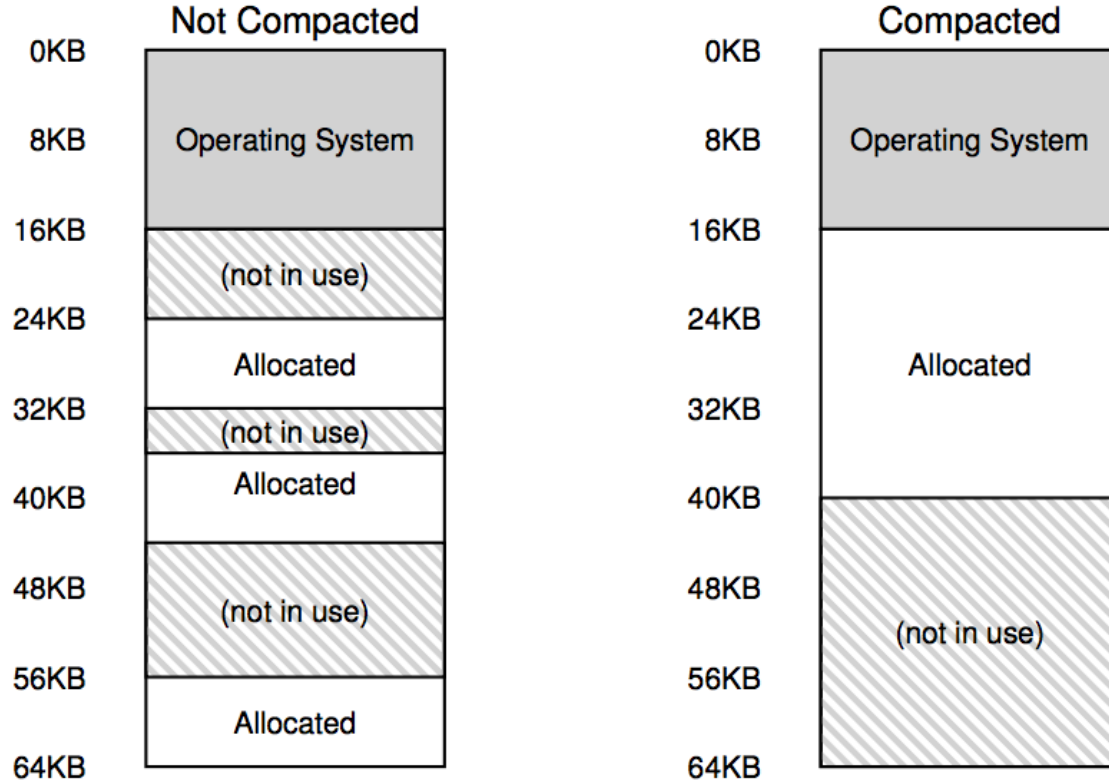 Not Compacted
0KB
8KB
Operating System
16KB
(not in use)
24KB
Allocated
32KB
(not in use)
Allocated
40KB
48KB
(not in use)
56KB
Allocated
64KB
Compacted
0KB
8KB
Operating System
16KB
24KB
Allocated
32KB
40KB
48KB
(not in use)
56KB
64KB